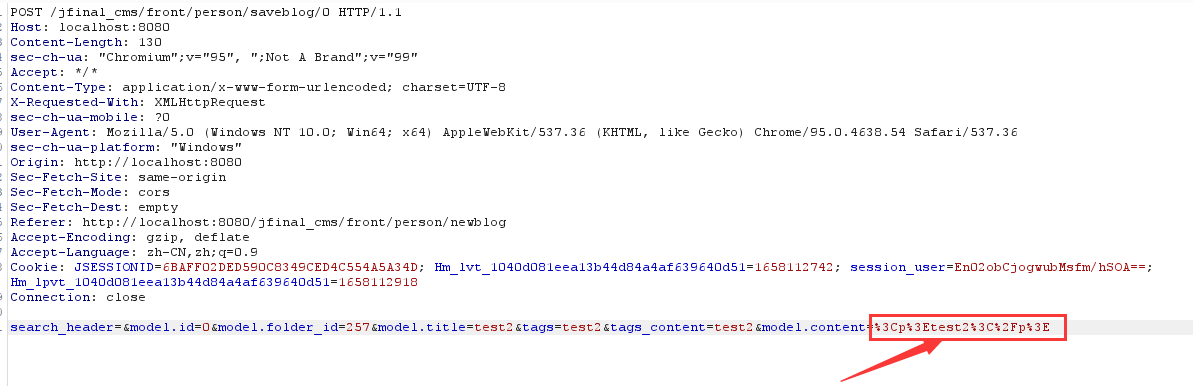 POST /jfinal_cms/front/person/saveblog/0 HTTP/1.1
Host: localhost:8080
Content-Length: 130
sec-ch-ua: "Chromium";v="95", ";Not A Brand";v="99"
Accept: */*
Content-Type: application/x-www-form-urlencoded; charset=UTF-8
X-Requested-With: XMLHttpRequest
sec-ch-ua-mobile: ?0
User-Agent: Mozilla/5.0 (Windows NT 10.0; Win64; x64) AppleWebKit/537.36 (KHTML, like Gecko) Chrome/95.0.4638.54 Safari/537.36
sec-ch-ua-platform: "Windows"
Origin: http://localhost:8080
Sec-Fetch-Site: same-origin
Sec-Fetch-Mode: cors
Sec-Fetch-Dest: empty
Referer: http://localhost:8080/jfinal_cms/front/person/newblog
Accept-Encoding: gzip, deflate
Accept-Language: zh-CN,zh;q=0.9
Cookie: JSESSIONID=6BAFF02DED590C8349CED4C554A5A34D; Hm_lvt_1040d081eea13b44d84a4af639640d51=1658112742; session_user=EnO2obCjogwubMsfm/hSOA==;
Hm_lpvt_1040d081eea13b44d84a4af639640d51=1658112918
Connection: close
search_header=&model.id=0&model.folder_id=257&model.title=test2&tags=test2&tags_content=test2&model.content=%3Cp%3Etest2%3C%2Fp%3E